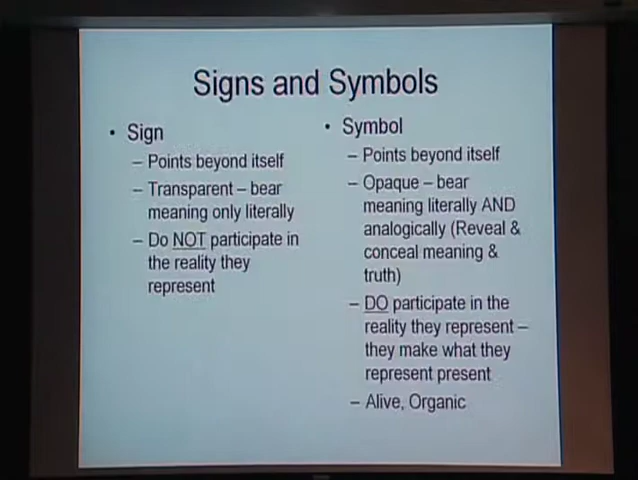 Signs and Symbols
• Sign
– Points beyond itself
– Transparent – bear
meaning only literally
– Do NOT participate in
the reality they
represent
• Symbol
– Points beyond itself
– Opaque – bear
meaning literally AND
analogically (Reveal &
conceal meaning &
truth)
– DO participate in the
reality they represent –
they make what they
represent present
– Alive, Organic